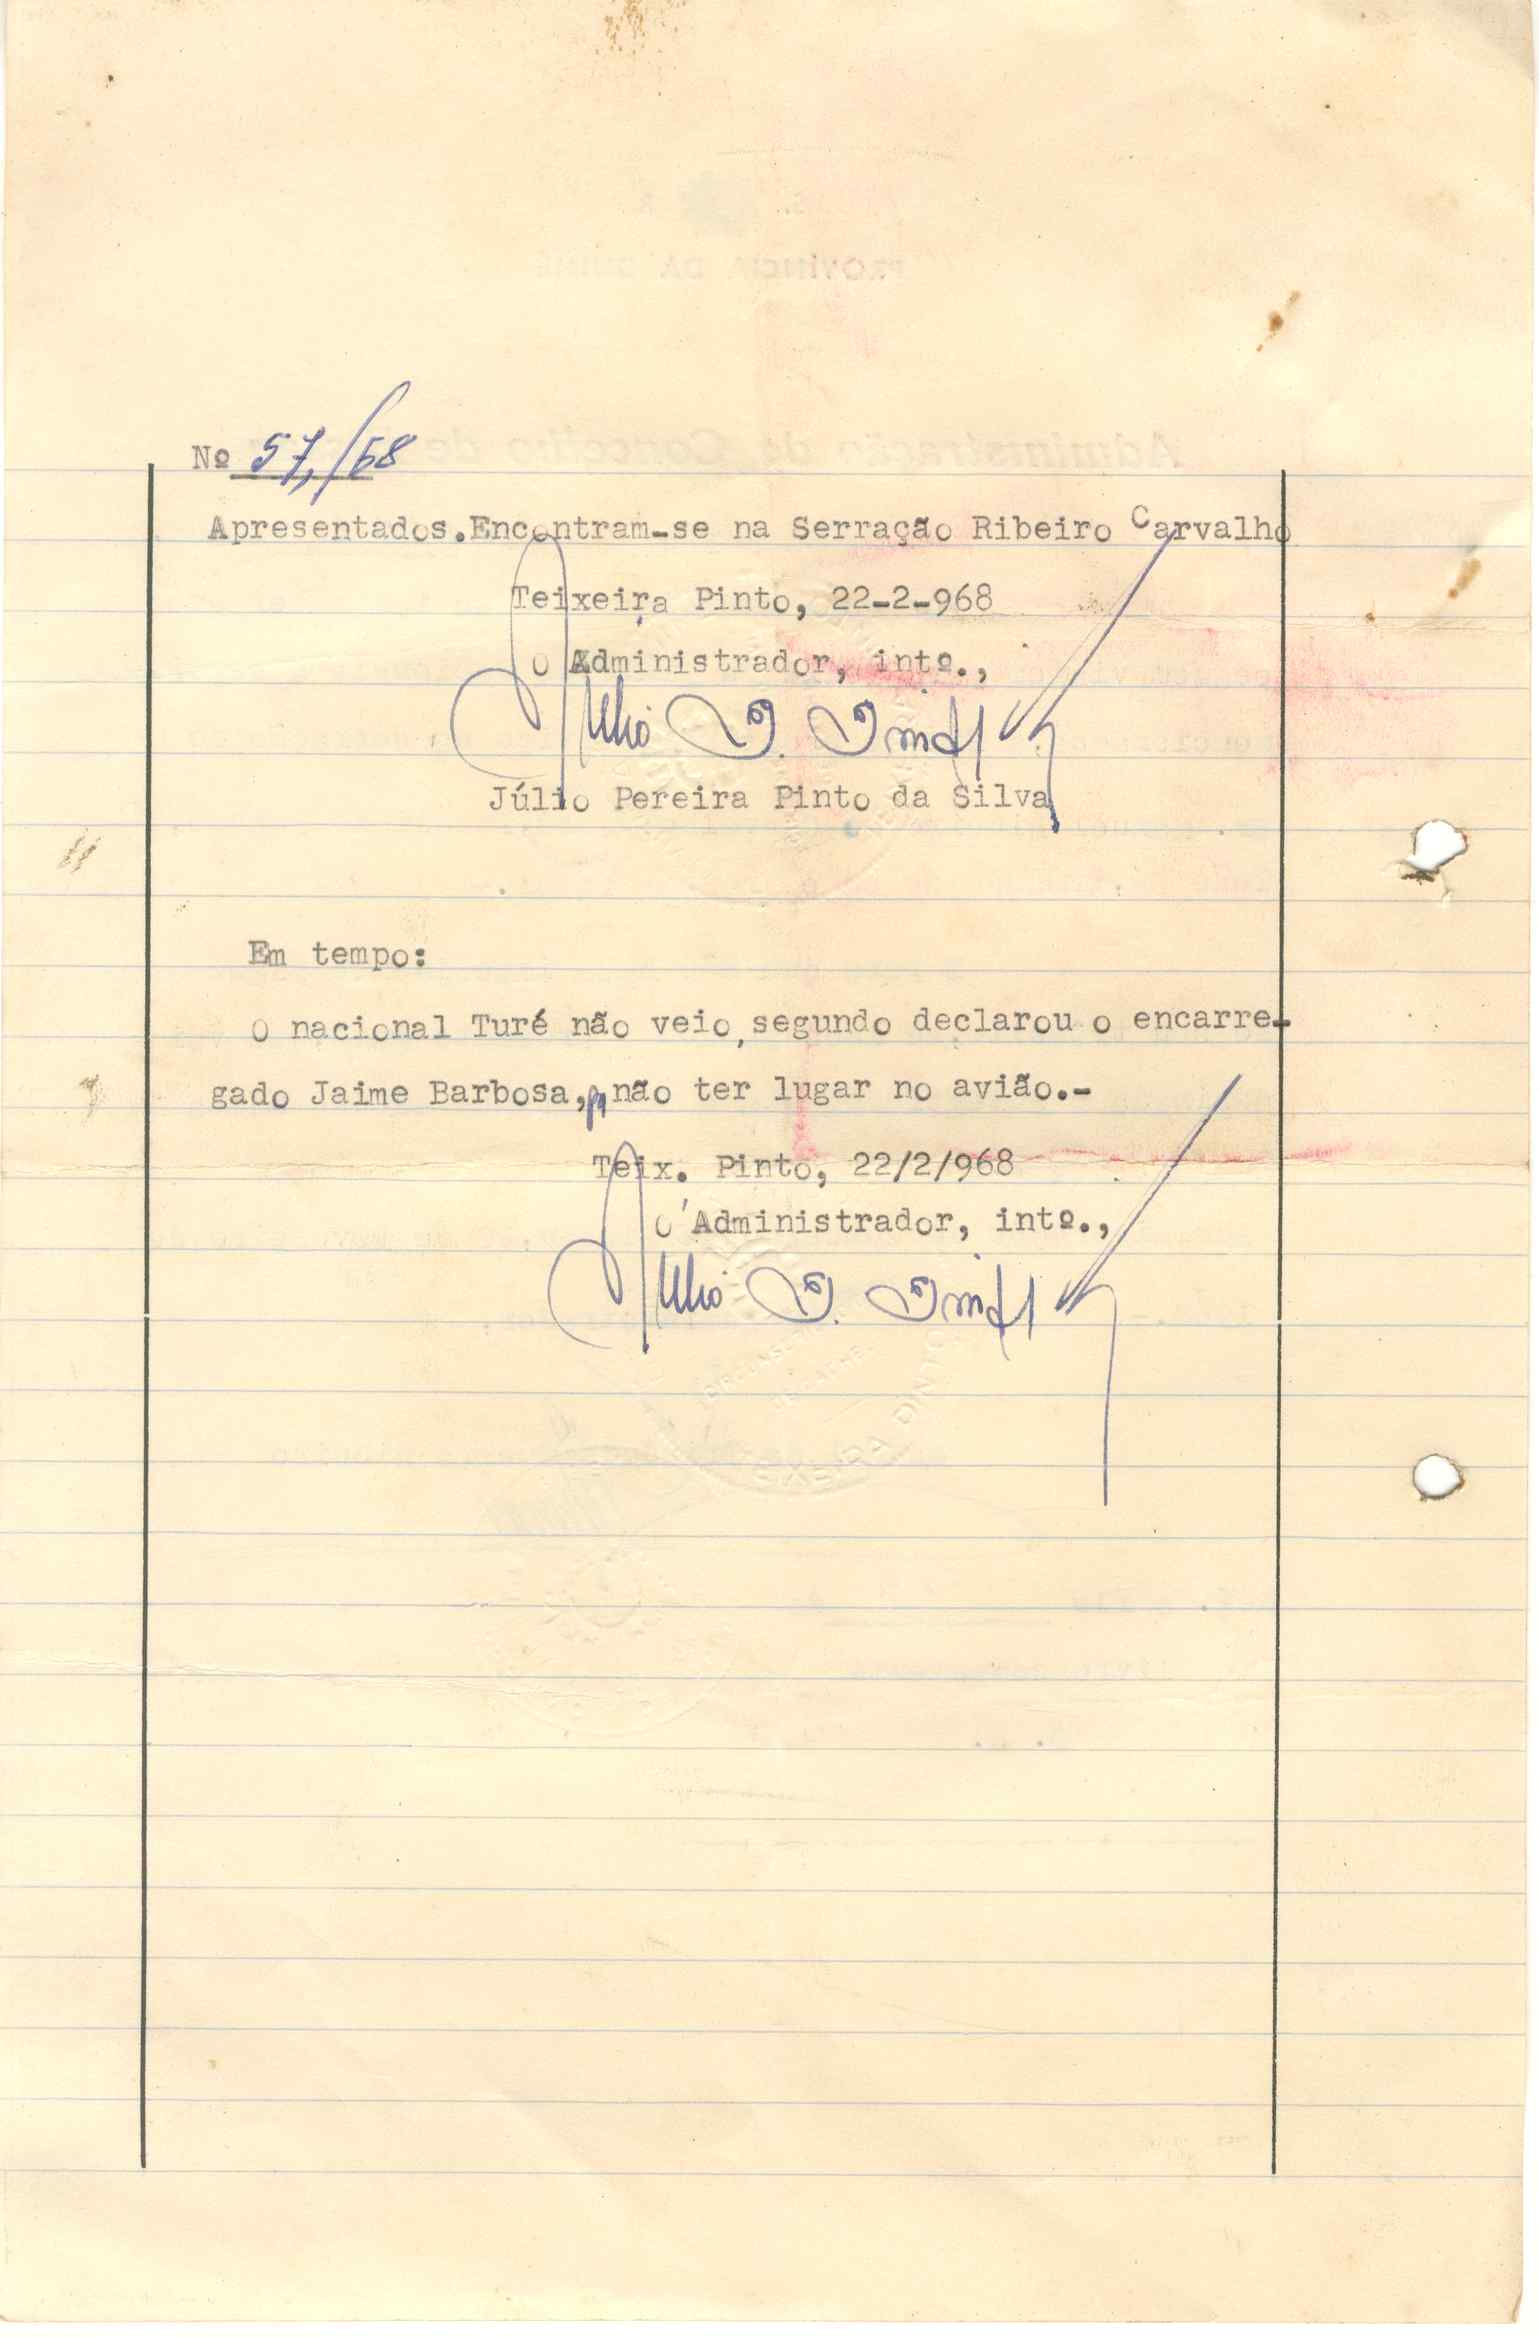 Nº 57,/68
Apresentados.Encontram-se na Serração Ribeiro Carvalho
Teixeira Pinto, 22-2-968
O Administrador, intº.,
Júlio Pereira Pinto da Silva
Em tempo:
O nacional Turé não veio, segundo declarou o encarre-
gado Jaime Barbosa, pq não ter lugar no avião.-
Teix. Pinto, 22/2/968
O Administrador, intº.,